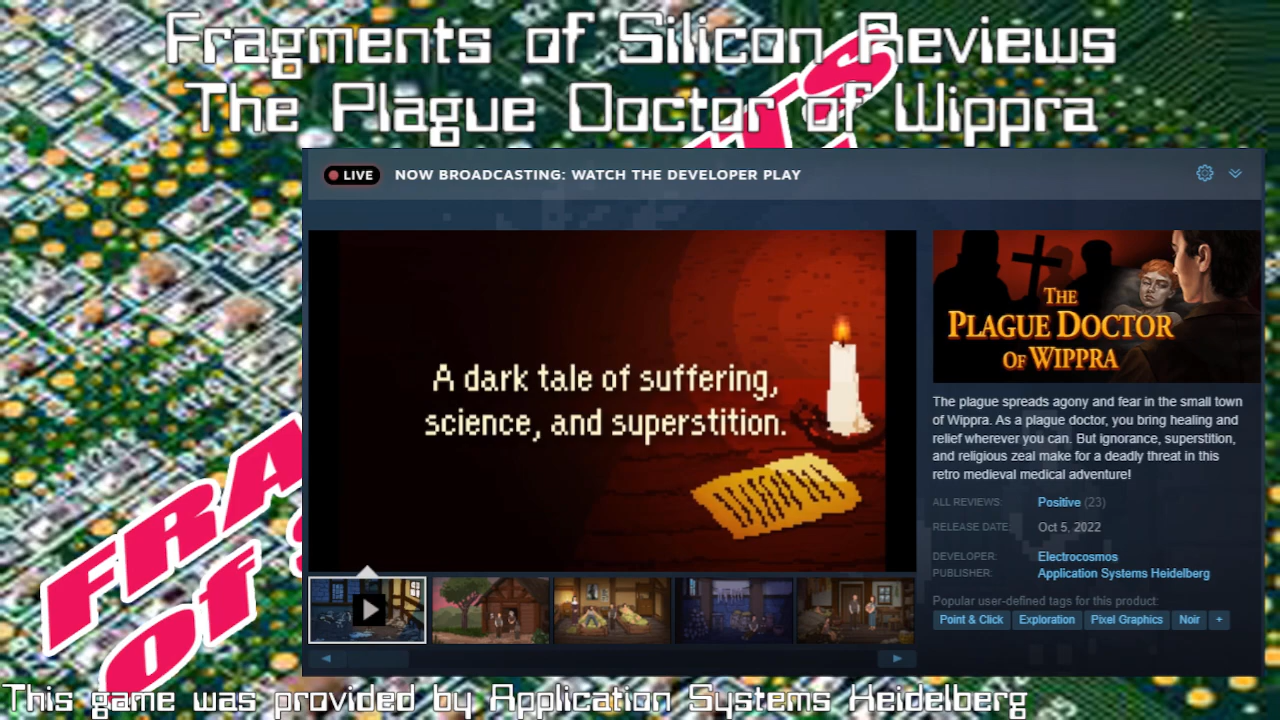 Fragments of Silicon Reviews
The Plague Doctor of Wippra
LIVE NOW BROADCASTING: WATCH THE DEVELOPER PLAY
A dark tale of suffering,
science, and superstition.
THE
PLAGUE DOCTOR
OF WIPPRA
The plague spreads agony and fear in the small town
of Wippra. As a plague doctor, you bring healing and
relief wherever you can. But ignorance, superstition,
and religious zeal make for a deadly threat in this
retro medieval medical adventure!
ALL REVIEWS: Positive (23)
RELEASE DATE: Oct 5, 2022
DEVELOPER: Electrocosmos
PUBLISHER: Application Systems Heidelberg
Popular user-defined tags for this product:
Point & Click Exploration Pixel Graphics Noir +
FRA
Of
This game was provided by Application Systems Heidelberg